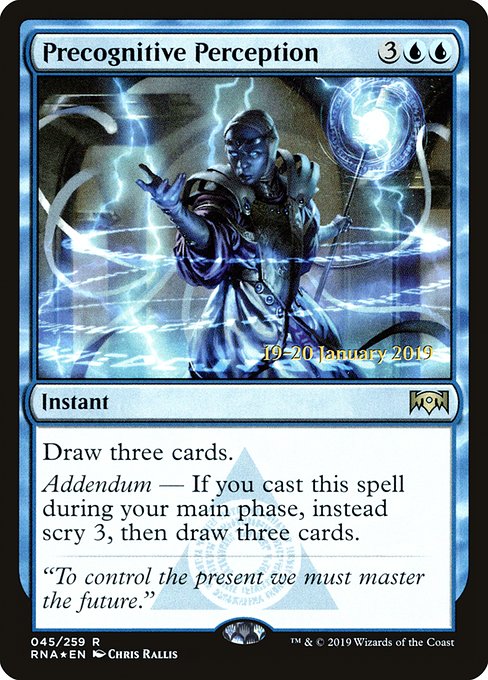 Precognitive Perception 3
19–20 January 2019
Instant
Draw three cards.
Addendum — If you cast this spell
during your main phase, instead
scry 3, then draw three cards.
“To control the present we must master
the future.”
045/259 R
RNA★EN Chris Rallis
™ & © 2019 Wizards of the Coast